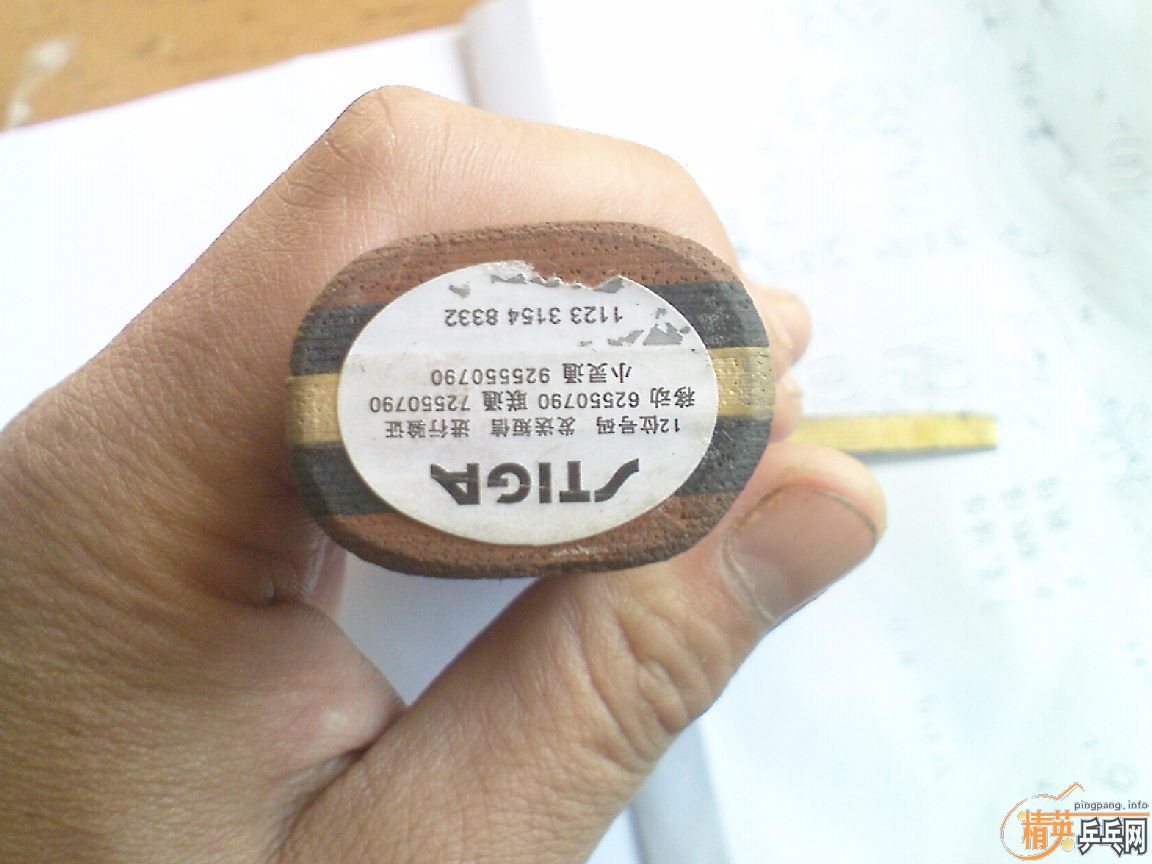 STIGA
12位号码 发送短信 进行验证
移动 62550790 联通 72550790
小灵通 925550790
1123 3154 8332
pingpang.info
精英乒乓网